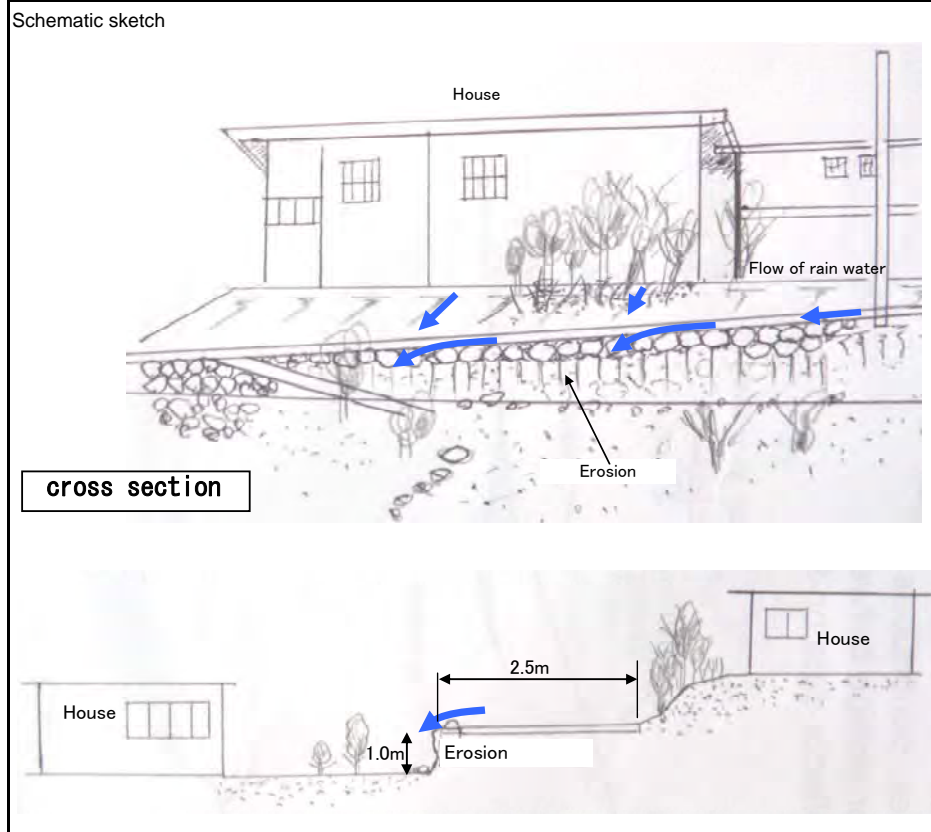 Schematic sketch
House
Flow of rain water
Erosion
cross section
2.5m
House
House
1.0m
Erosion